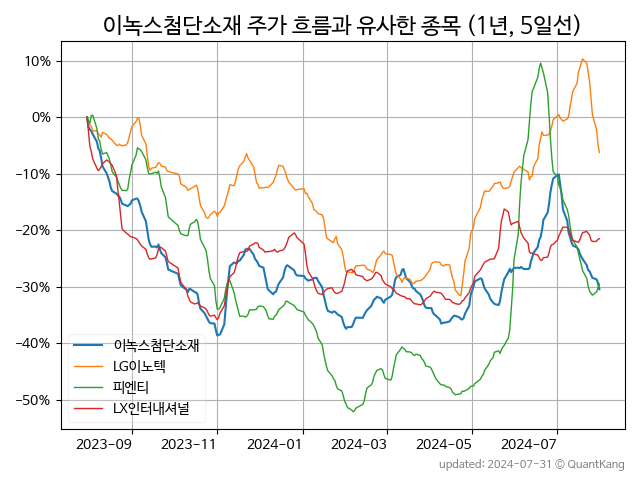 이녹스첨단소재 주가 흐름과 유사한 종목 (1년, 5일선)
10%
0%
−10%
−20%
−30%
−40%
−50%
이녹스첨단소재
LG이노텍
피엔티
LX인터내셔널
2023-09 2023-11 2024-01 2024-03 2024-05 2024-07
updated: 2024-07-31 © QuantKang